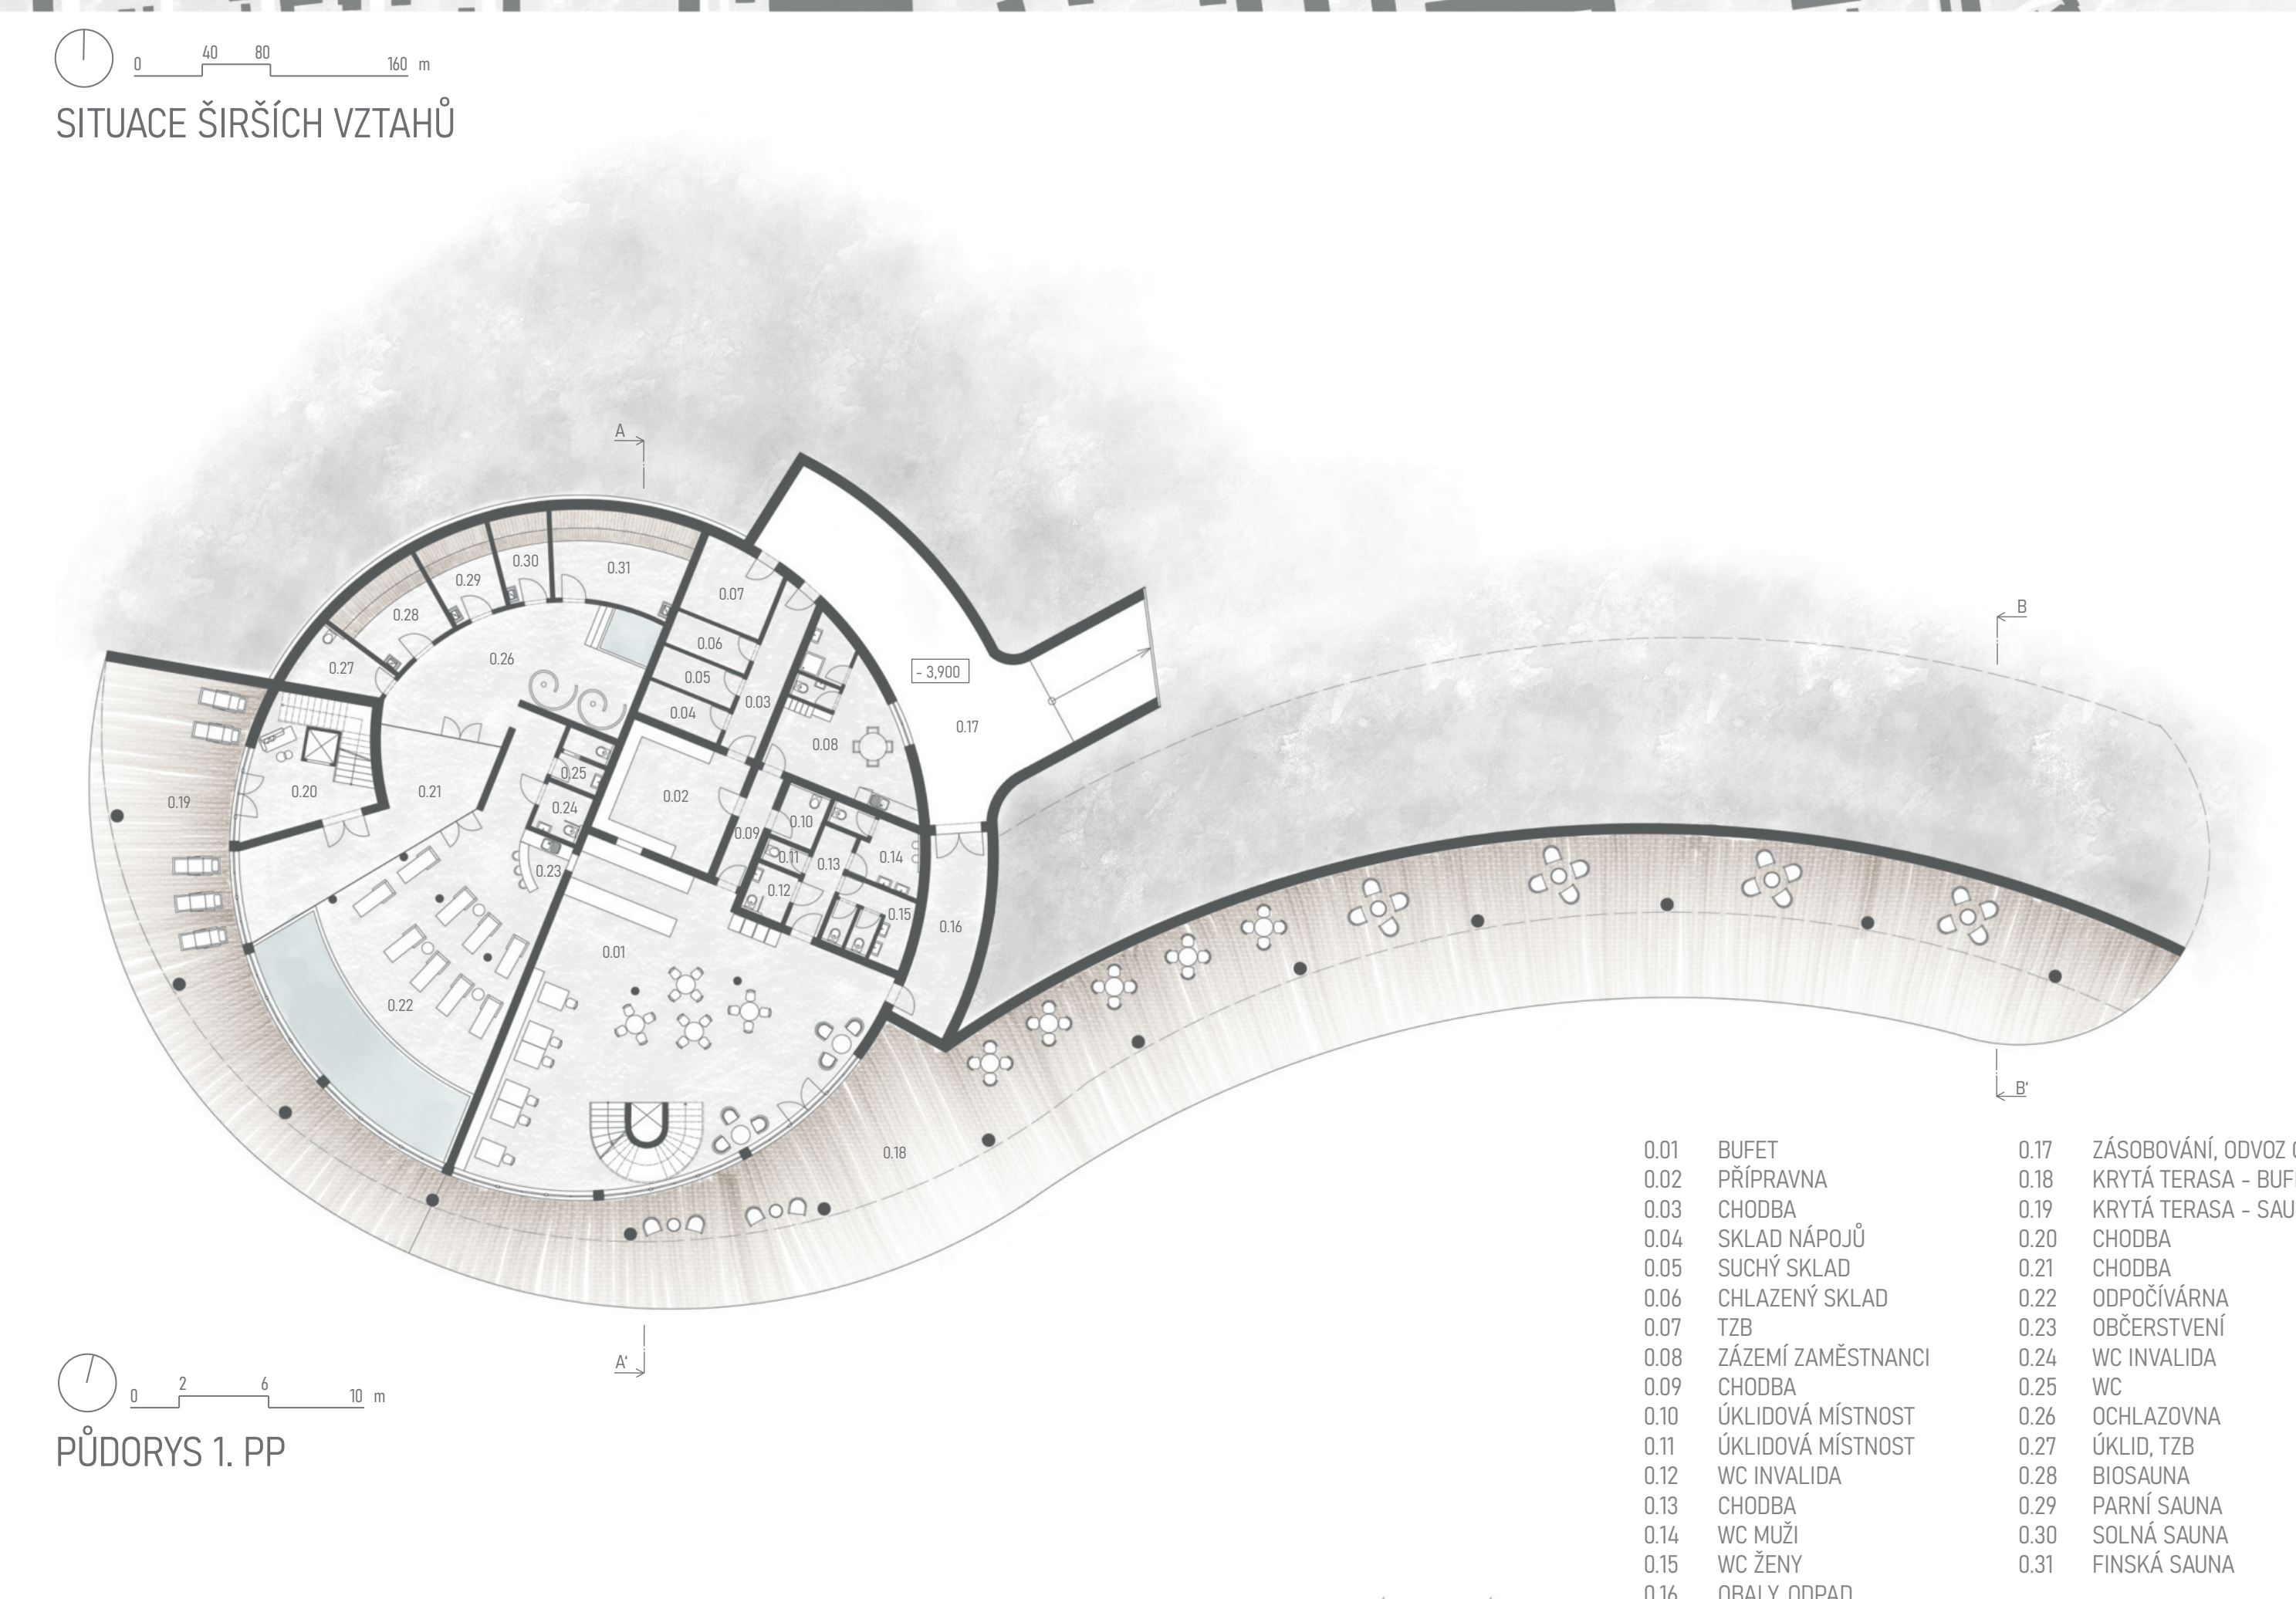 0 40 80 160 m
SITUACE ŠIRŠÍCH VZTAHŮ
A
0.30
0.31
0.29
0.07
0.28
B
0.06
0.26
0.27
- 3,900
0.05
0.03
0.04
0.17
0.08
0.25
0.20
0.21
0.02
0.19
0.24
0.10
0.09
0.11
0.13
0.14
0.23
0.12
0.15
0.16
0.01
0.22
B'
0.18
A'
0.01 BUFET
0.02 PŘÍPRAVNA
0.03 CHODBA
0.04 SKLAD NÁPOJŮ
0.05 SUCHÝ SKLAD
0.06 CHLAZENÝ SKLAD
0.07 TZB
0.08 ZÁZEMÍ ZAMĚSTNANCI
0.09 CHODBA
0.10 ÚKLIDOVÁ MÍSTNOST
0.11 ÚKLIDOVÁ MÍSTNOST
0.12 WC INVALIDA
0.13 CHODBA
0.14 WC MUŽI
0.15 WC ŽENY
0.16 OBALY, ODPAD
0.17 ZÁSOBOVÁNÍ, ODVOZ
0.18 KRYTÁ TERASA - BUF
0.19 KRYTÁ TERASA - SAU
0.20 CHODBA
0.21 CHODBA
0.22 ODPOČÍVÁRNA
0.23 OBČERSTVENÍ
0.24 WC INVALIDA
0.25 WC
0.26 OCHLAZOVNA
0.27 ÚKLID, TZB
0.28 BIOSAUNA
0.29 PARNÍ SAUNA
0.30 SOLNÁ SAUNA
0.31 FINSKÁ SAUNA
0 2 6 10 m
PŮDORYS 1. PP